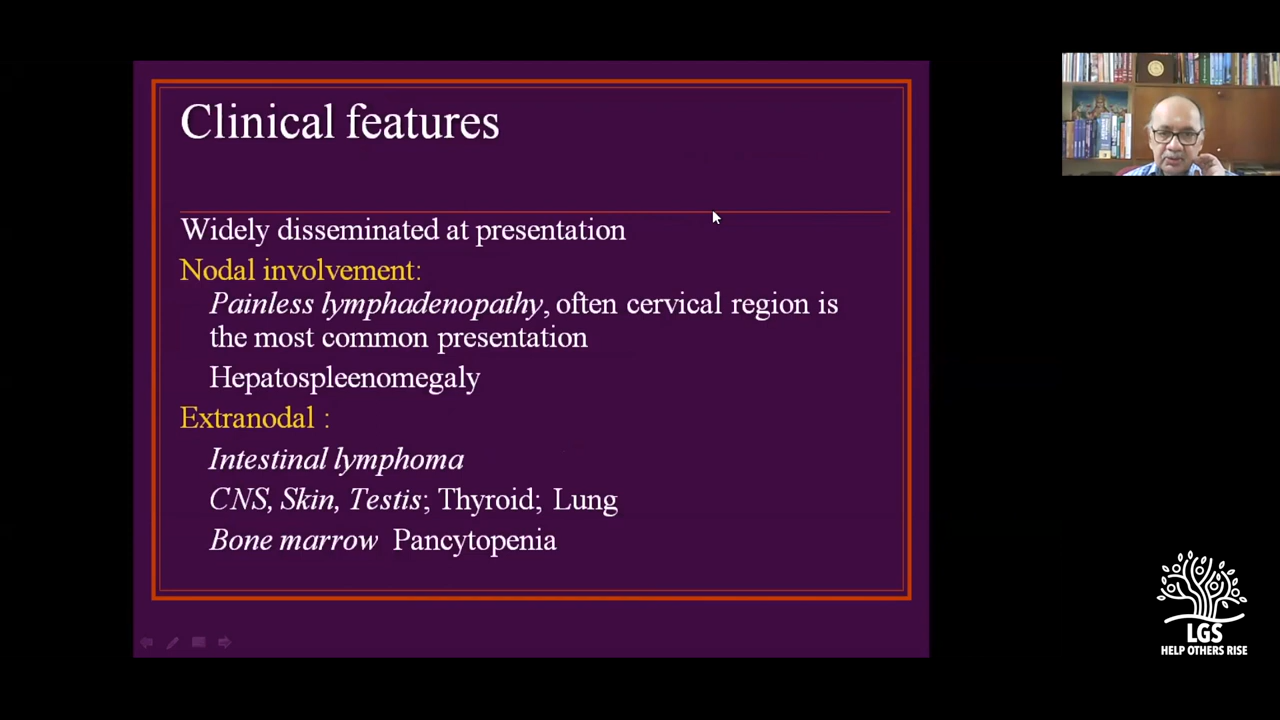 Clinical features
Widely disseminated at presentation
Nodal involvement:
Painless lymphadenopathy, often cervical region is
the most common presentation
Hepatospleenomegaly
Extranodal :
Intestinal lymphoma
CNS, Skin, Testis; Thyroid; Lung
Bone marrow Pancytopenia
LGS
HELP OTHERS RISE